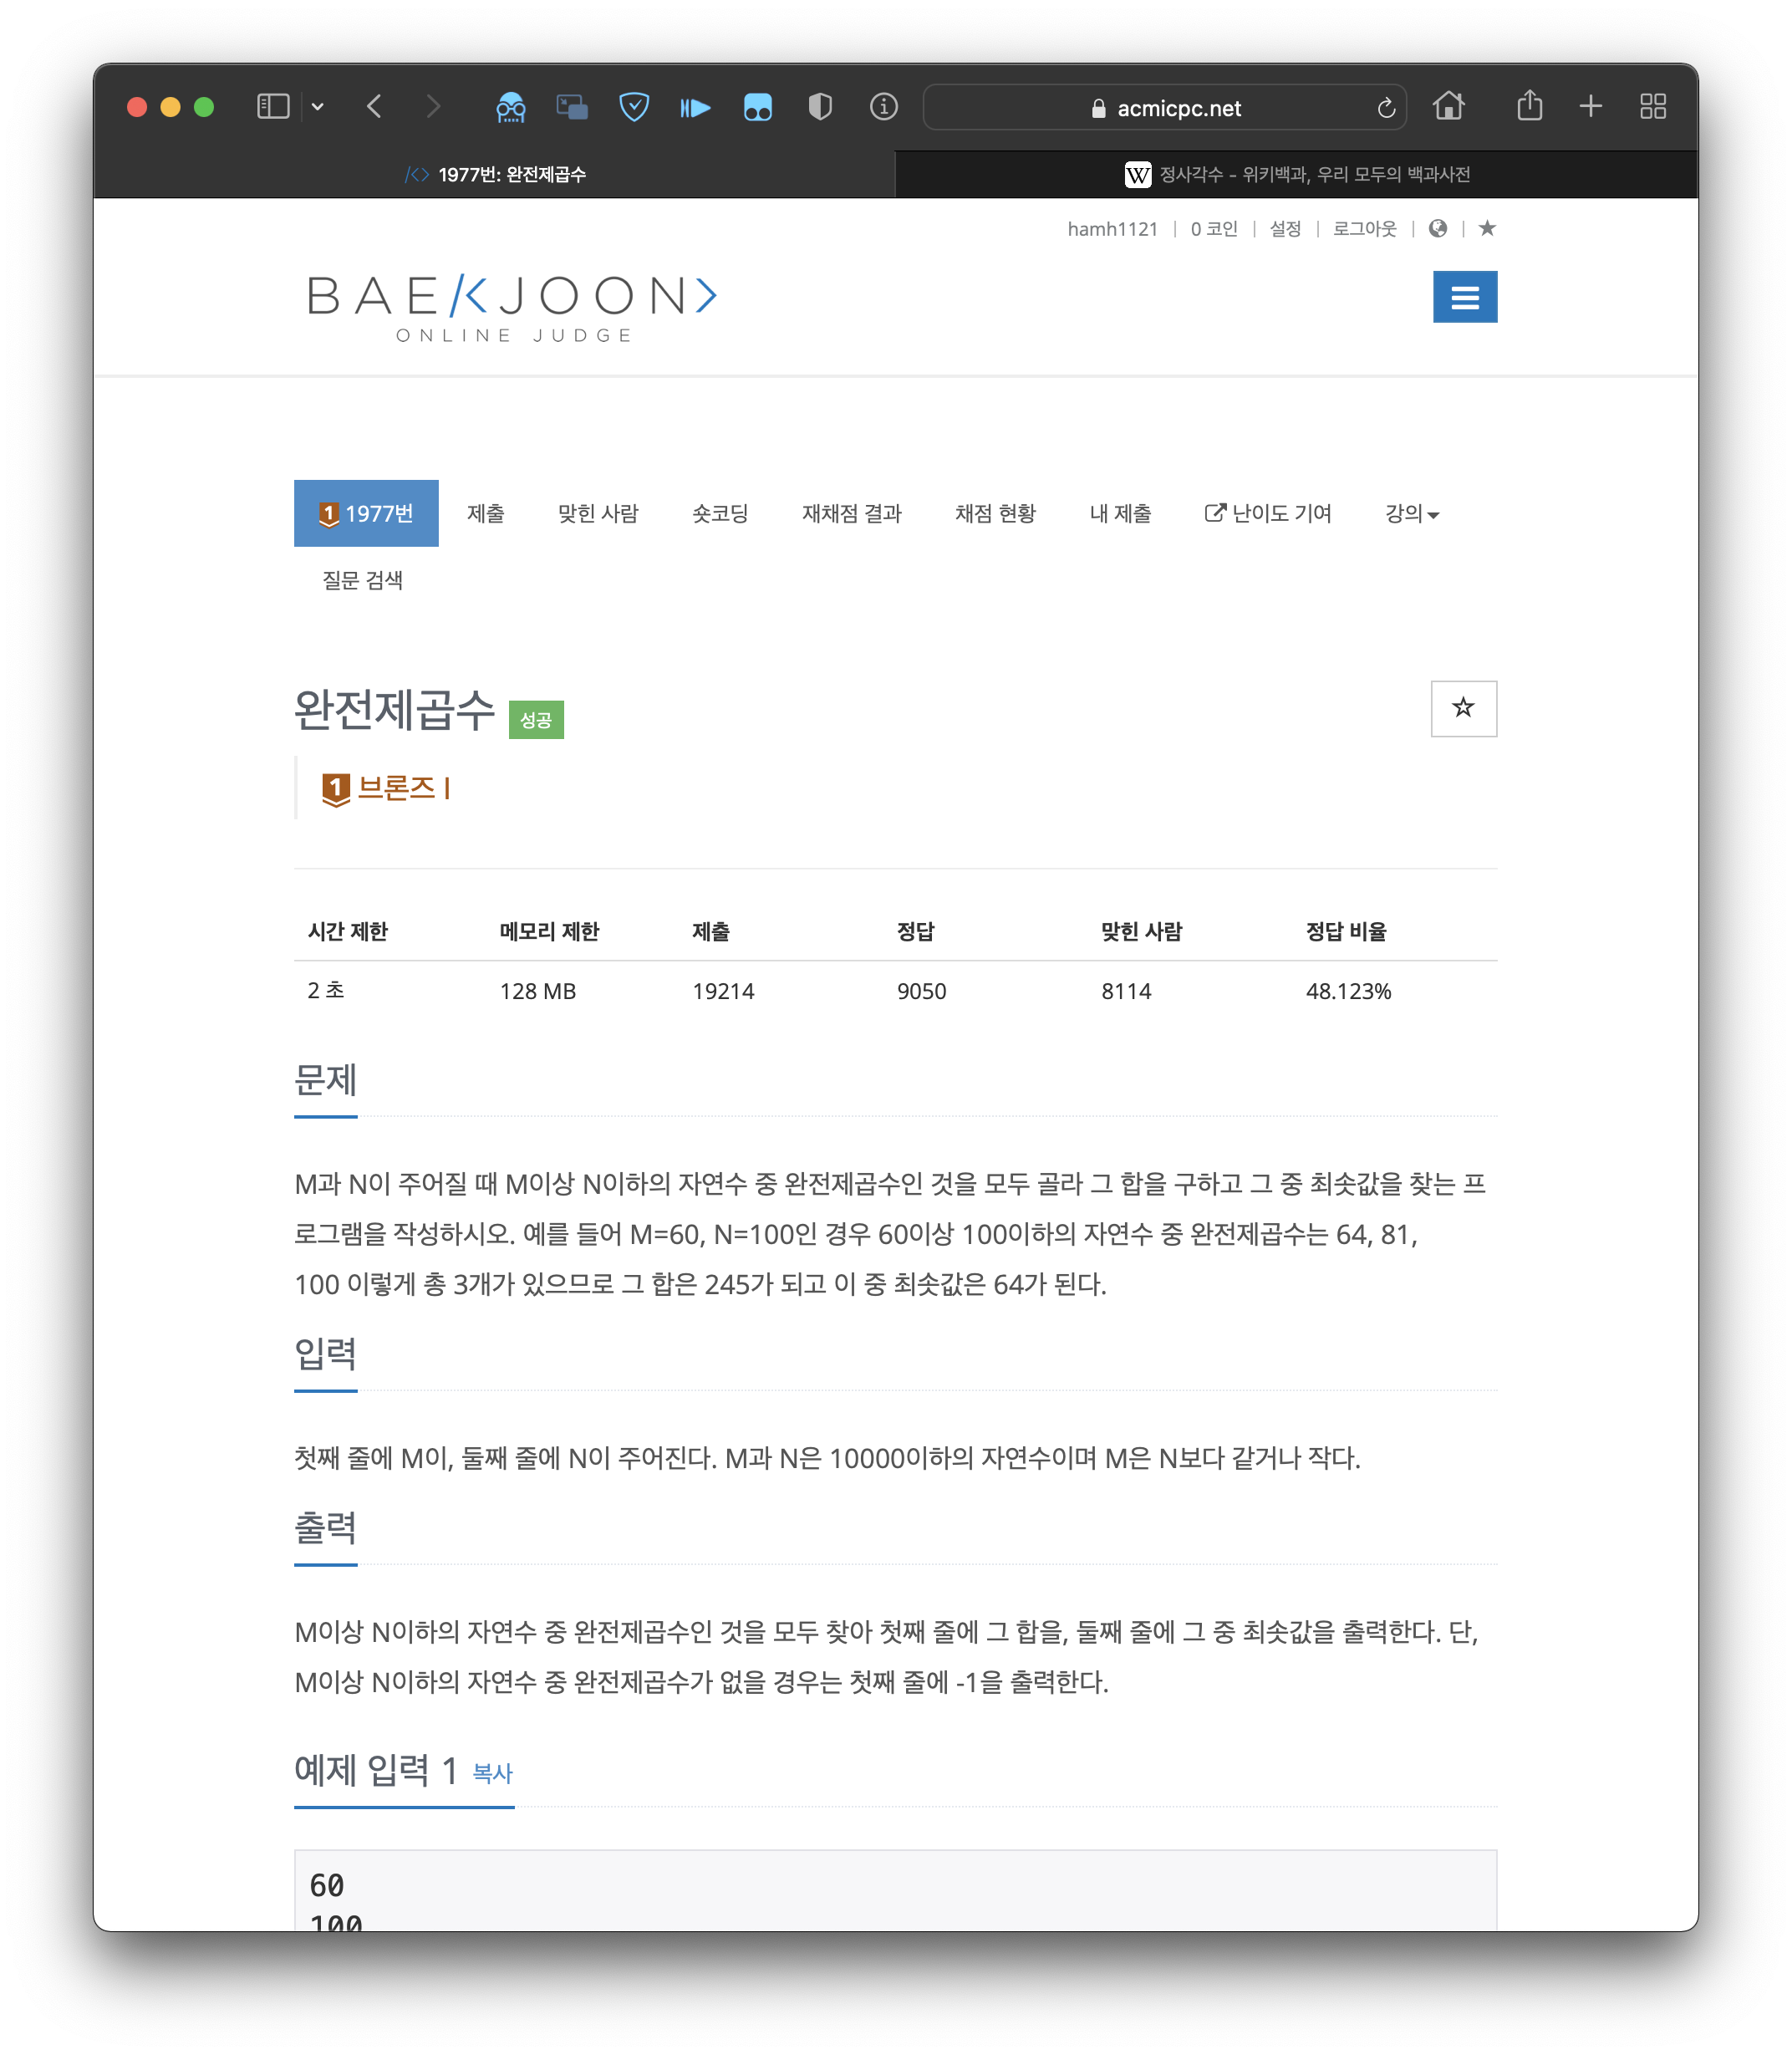 acmicpc.net
1977번: 완전제곱수
W 정사각수 - 위키백과, 우리 모두의 백과사전
hamh1121 | 0 코인 | 설정 | 로그아웃 |
BAE/<JOON>
ONLINE JUDGE
1 1977번 제출 맞힌 사람 숏코딩 재채점 결과 채점 현황 내 제출 난이도 기여 강의
질문 검색
완전제곱수 성공
1 브론즈 I
시간 제한 메모리 제한 제출 정답 맞힌 사람 정답 비율
2 초 128 MB 19214 9050 8114 48.123%
문제
M과 N이 주어질 때 M이상 N이하의 자연수 중 완전제곱수인 것을 모두 골라 그 합을 구하고 그 중 최솟값을 찾는 프
로그램을 작성하시오. 예를 들어 M=60, N=100인 경우 60이상 100이하의 자연수 중 완전제곱수는 64, 81,
100 이렇게 총 3개가 있으므로 그 합은 245가 되고 이 중 최솟값은 64가 된다.
입력
첫째 줄에 M이, 둘째 줄에 N이 주어진다. M과 N은 10000이하의 자연수이며 M은 N보다 같거나 작다.
출력
M이상 N이하의 자연수 중 완전제곱수인 것을 모두 찾아 첫째 줄에 그 합을, 둘째 줄에 그 중 최솟값을 출력한다. 단,
M이상 N이하의 자연수 중 완전제곱수가 없을 경우는 첫째 줄에 -1을 출력한다.
예제 입력 1 복사
60
100